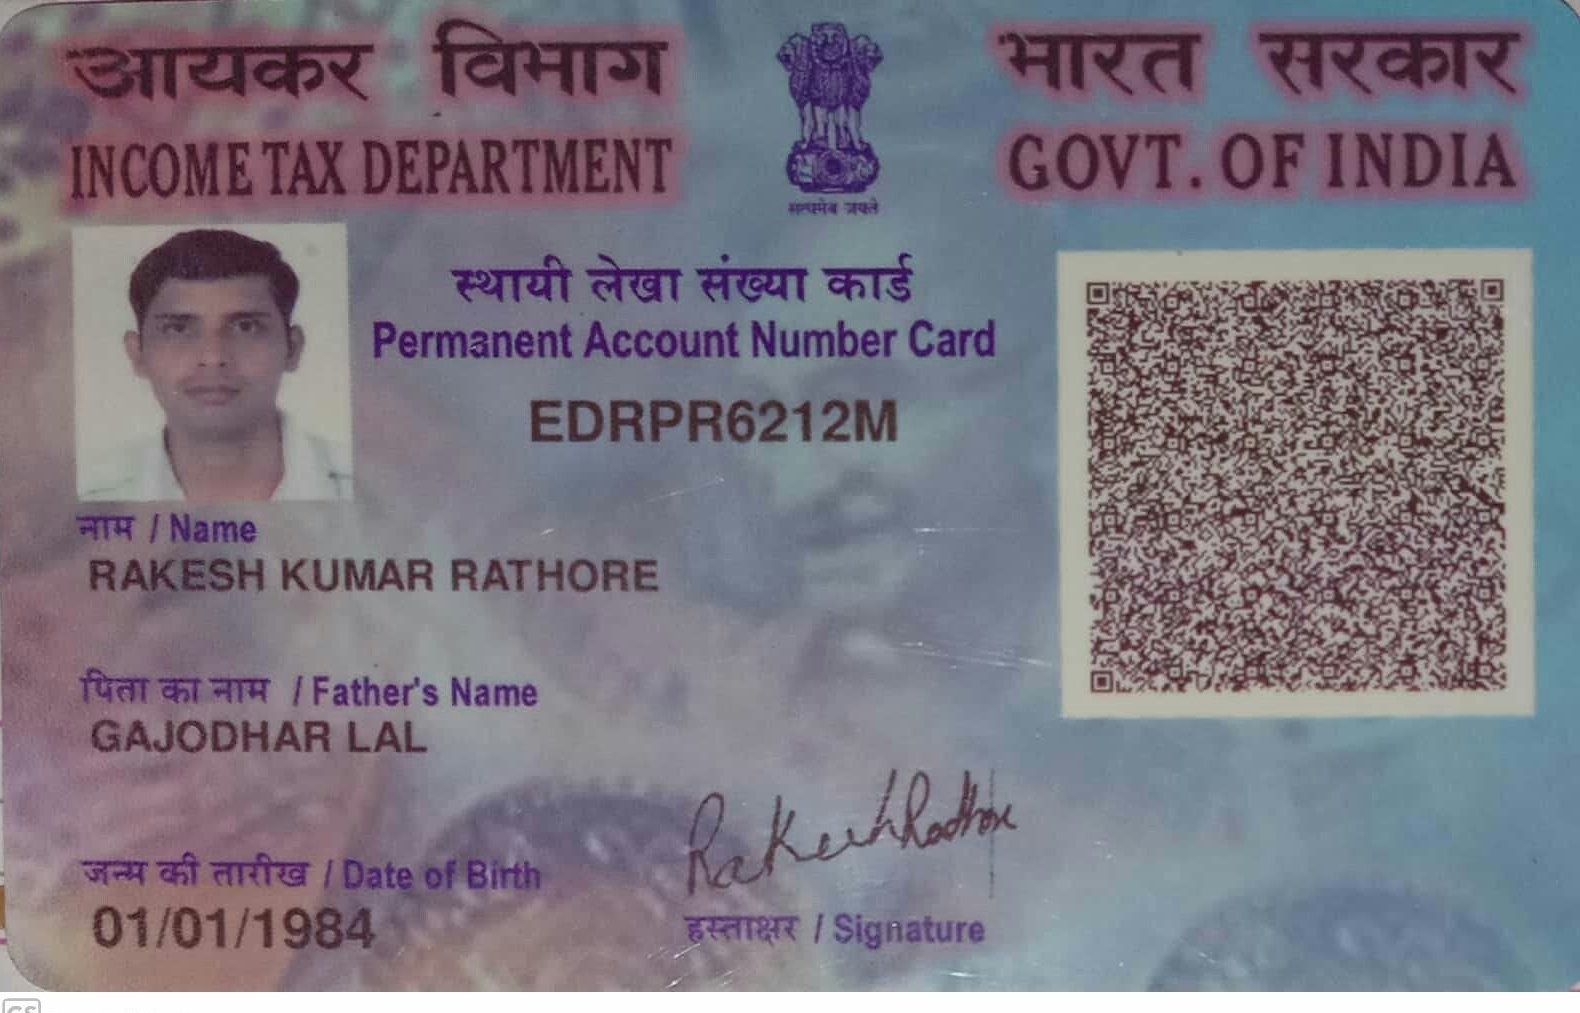 आयकर विभाग
INCOME TAX DEPARTMENT
सत्यमेव जयते
भारत सरकार
GOVT. OF INDIA
स्थायी लेखा संख्या कार्ड
Permanent Account Number Card
EDRPR6212M
नाम / Name
RAKESH KUMAR RATHORE
पिता का नाम / Father's Name
GAJODHAR LAL
जन्म की तारीख / Date of Birth
01/01/1984
Rakesh Rathore
हस्ताक्षर / Signature
CS